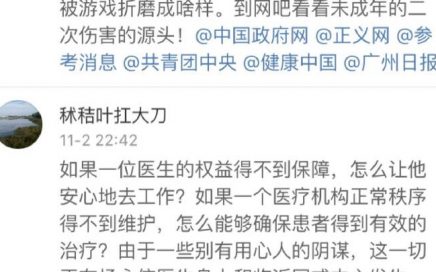 被游戏折磨成啥样。到网吧看看未成年的二
次伤害的源头！@中国政府网 @正义网 @参
考消息 @共青团中央 @健康中国 @广州日报
秫秸叶扛大刀
11-2 22:42
如果一位医生的权益得不到保障，怎么让他
安心地去工作？如果一个医疗机构正常秩序
得不到维护，怎么能够确保患者得到有效的
治疗？由于一些别有用心人的阴谋，这一切